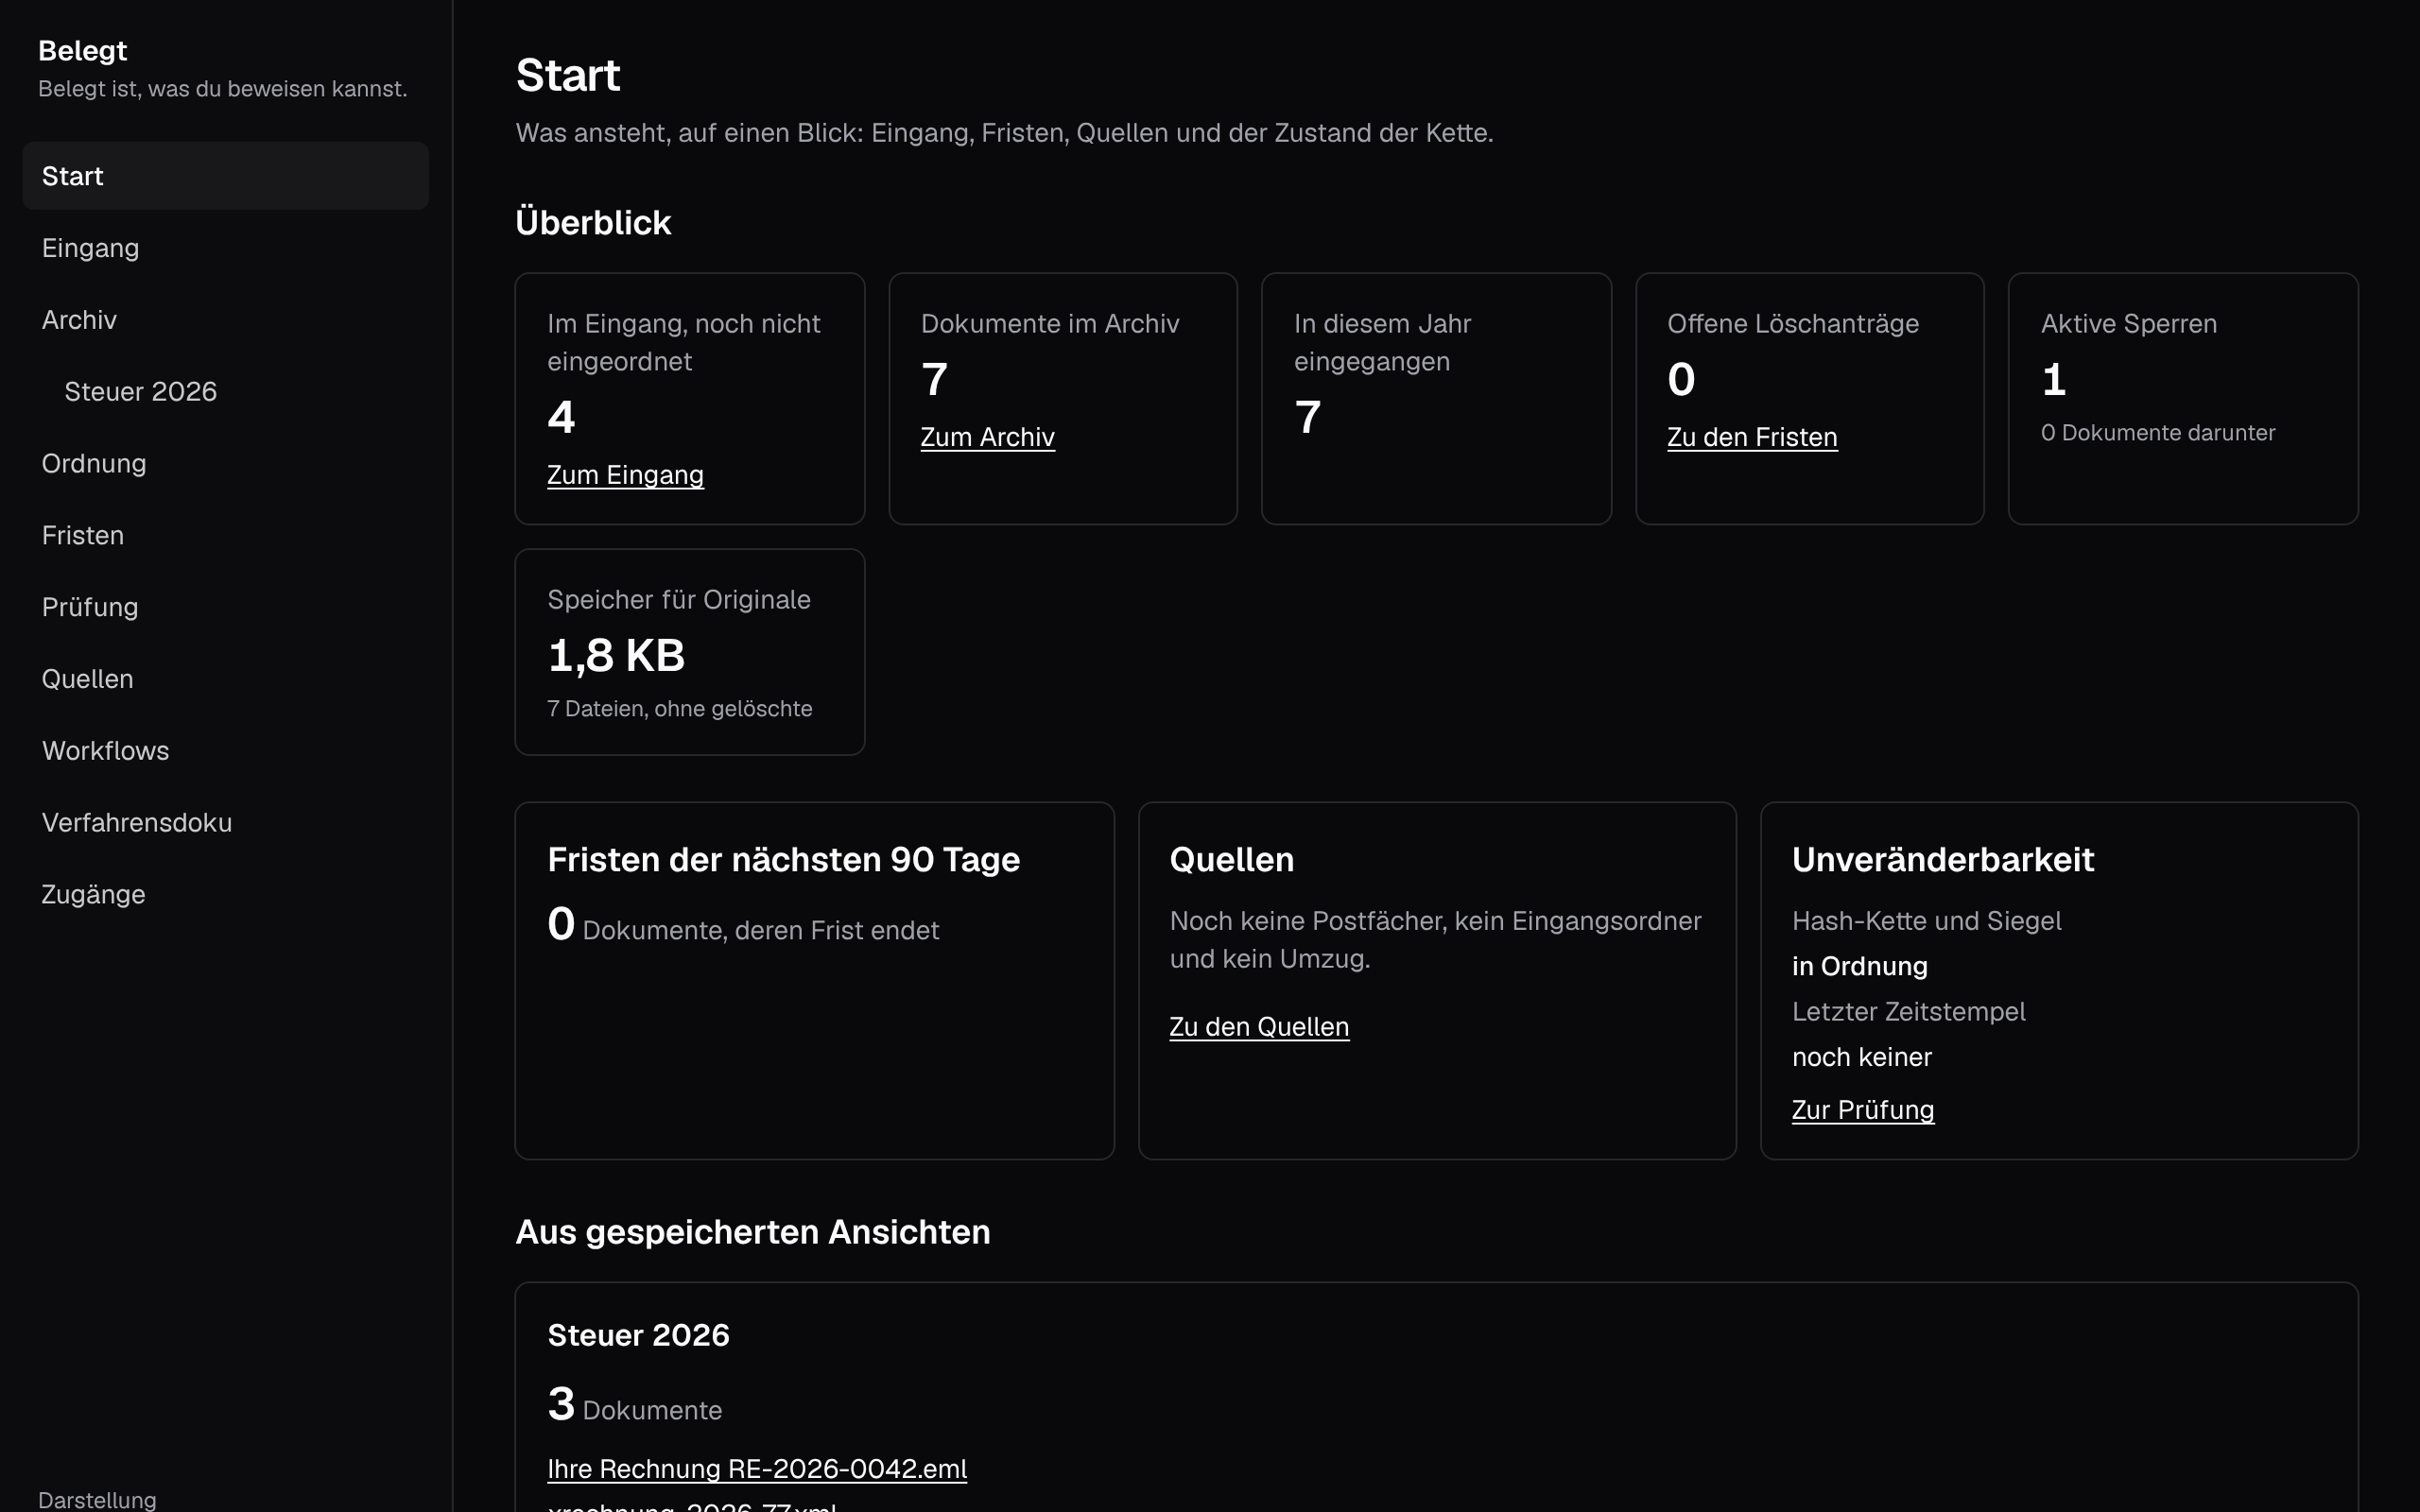 Belegt
Belegt ist, was du beweisen kannst.
Start
Eingang
Archiv
Steuer 2026
Ordnung
Fristen
Prüfung
Quellen
Workflows
Verfahrensdoku
Zugänge
Darstellung
Start
Was ansteht, auf einen Blick: Eingang, Fristen, Quellen und der Zustand der Kette.
Überblick
Im Eingang, noch nicht
eingeordnet
4
Zum Eingang
Dokumente im Archiv
7
Zum Archiv
In diesem Jahr
eingegangen
7
Offene Löschanträge
0
Zu den Fristen
Aktive Sperren
1
0 Dokumente darunter
Speicher für Originale
1,8 KB
7 Dateien, ohne gelöschte
Fristen der nächsten 90 Tage
0 Dokumente, deren Frist endet
Quellen
Noch keine Postfächer, kein Eingangsordner
und kein Umzug.
Zu den Quellen
Unveränderbarkeit
Hash-Kette und Siegel
in Ordnung
Letzter Zeitstempel
noch keiner
Zur Prüfung
Aus gespeicherten Ansichten
Steuer 2026
3 Dokumente
Ihre Rechnung RE-2026-0042.eml
xrechnung-2026-77.xml